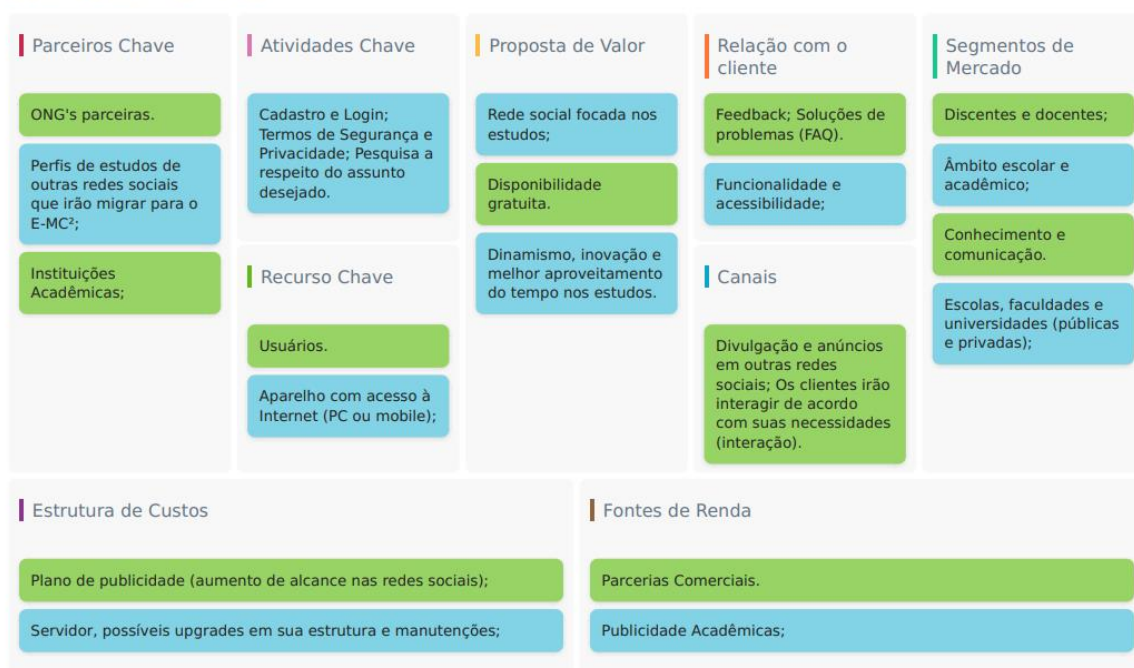 Parceiros Chave
ONG's parceiras.
Perfis de estudos de
outras redes sociais
que irão migrar para o
E-MC²;
Instituições
Acadêmicas;
Atividades Chave
Cadastro e Login;
Termos de Segurança e
Privacidade; Pesquisa a
respeito do assunto
desejado.
Recurso Chave
Usuários.
Aparelho com acesso à
Internet (PC ou mobile);
Proposta de Valor
Rede social focada nos
estudos;
Disponibilidade
gratuita.
Dinamismo, inovação e
melhor aproveitamento
do tempo nos estudos.
Relação com o
cliente
Feedback; Soluções de
problemas (FAQ).
Funcionalidade e
acessibilidade;
Canais
Divulgação e anúncios
em outras redes
sociais; Os clientes irão
interagir de acordo
com suas necessidades
(interação).
Segmentos de
Mercado
Discentes e docentes;
Âmbito escolar e
acadêmico;
Conhecimento e
comunicação.
Escolas, faculdades e
universidades (públicas
e privadas);
Estrutura de Custos
Plano de publicidade (aumento de alcance nas redes sociais);
Servidor, possíveis upgrades em sua estrutura e manutenções;
Fontes de Renda
Parcerias Comerciais.
Publicidade Acadêmicas;